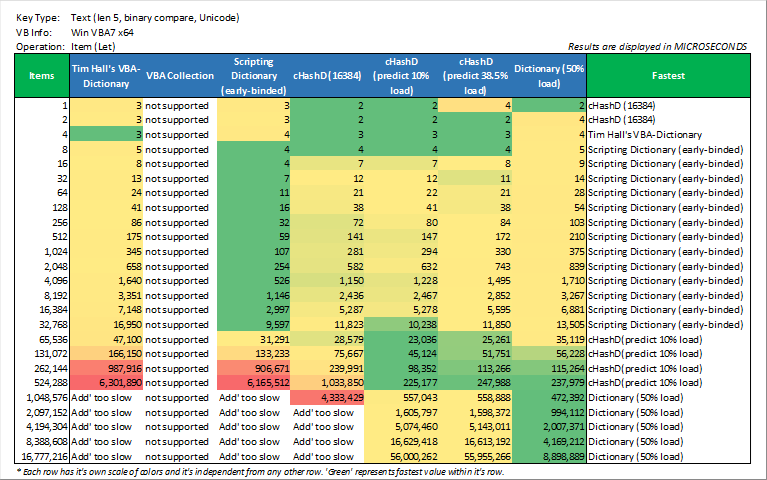 Key Type: Text (len 5, binary compare, Unicode)
VB Info: Win VBA7 x64
Operation: Item (Let)
Results are displayed in MICROSECONDS
Items Tim Hall's VBA-Dictionary VBA Collection Scripting Dictionary (early-binded) cHashD (16384) cHashD (predict 10% load) cHashD (predict 38.5% load) Dictionary (50% load) Fastest
1 3 not supported 3 2 2 4 2 cHashD (16384)
2 3 not supported 3 2 2 2 4 cHashD (16384)
4 3 not supported 4 3 3 3 4 Tim Hall's VBA-Dictionary
8 5 not supported 4 4 4 4 5 Scripting Dictionary (early-binded)
16 8 not supported 4 7 7 8 9 Scripting Dictionary (early-binded)
32 13 not supported 7 12 12 11 14 Scripting Dictionary (early-binded)
64 24 not supported 11 21 22 21 28 Scripting Dictionary (early-binded)
128 41 not supported 16 38 41 38 54 Scripting Dictionary (early-binded)
256 86 not supported 32 72 80 84 103 Scripting Dictionary (early-binded)
512 175 not supported 59 141 147 172 210 Scripting Dictionary (early-binded)
1,024 345 not supported 107 281 294 330 375 Scripting Dictionary (early-binded)
2,048 658 not supported 254 582 632 743 839 Scripting Dictionary (early-binded)
4,096 1,640 not supported 526 1,150 1,228 1,495 1,710 Scripting Dictionary (early-binded)
8,192 3,351 not supported 1,146 2,436 2,467 2,852 3,267 Scripting Dictionary (early-binded)
16,384 7,148 not supported 2,997 5,287 5,278 5,595 6,881 Scripting Dictionary (early-binded)
32,768 16,950 not supported 9,597 11,823 10,238 11,850 13,505 Scripting Dictionary (early-binded)
65,536 47,100 not supported 31,291 28,579 23,036 25,261 35,119 cHashD(predict 10% load)
131,072 166,150 not supported 133,233 75,667 45,124 51,751 56,228 cHashD(predict 10% load)
262,144 987,916 not supported 906,671 239,991 98,352 113,266 115,264 cHashD(predict 10% load)
524,288 6,301,890 not supported 6,165,512 1,033,850 225,177 247,988 237,979 cHashD(predict 10% load)
1,048,576 Add' too slow not supported Add' too slow 4,333,429 557,043 558,888 472,392 Dictionary (50% load)
2,097,152 Add' too slow not supported Add' too slow Add' too slow 1,605,797 1,598,372 994,112 Dictionary (50% load)
4,194,304 Add' too slow not supported Add' too slow Add' too slow 5,074,460 5,143,011 2,007,371 Dictionary (50% load)
8,388,608 Add' too slow not supported Add' too slow Add' too slow 16,629,418 16,613,192 4,169,212 Dictionary (50% load)
16,777,216 Add' too slow not supported Add' too slow Add' too slow 56,000,262 55,955,266 8,898,889 Dictionary (50% load)
* Each row has it's own scale of colors and it's independent from any other row. 'Green' represents fastest value within it's row.